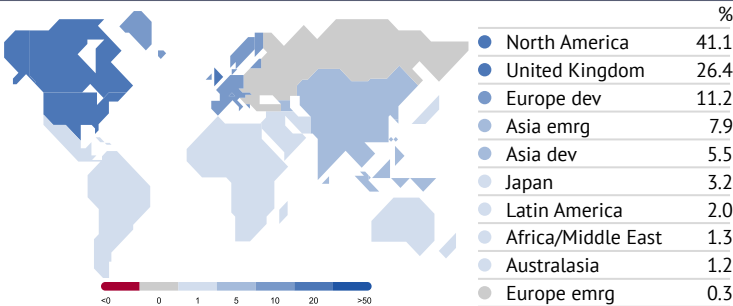 %
North America 41.1
United Kingdom 26.4
Europe dev 11.2
Asia emrg 7.9
Asia dev 5.5
Japan 3.2
Latin America 2.0
Africa/Middle East 1.3
Australasia 1.2
Europe emrg 0.3
<0 0 1 5 10 20 >50